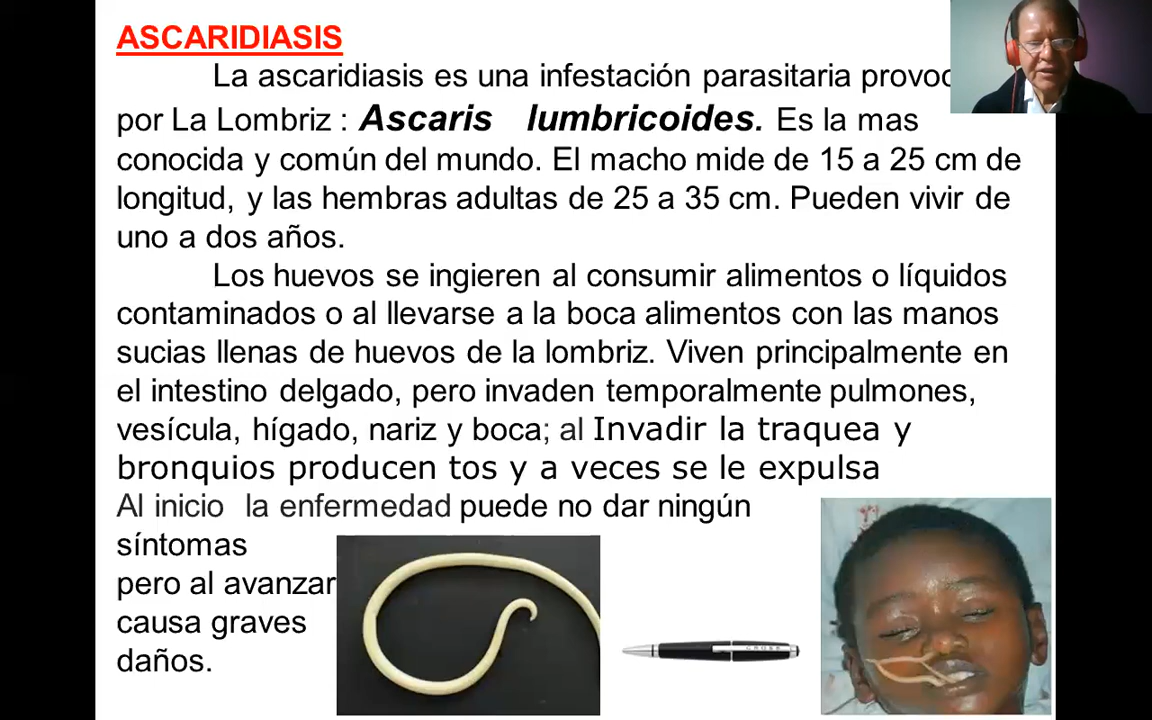 ASCARIDIASIS
La ascaridiasis es una infestación parasitaria
por La Lombriz : Ascaris lumbricoides. Es la mas
conocida y común del mundo. El macho mide de 15 a 25 cm de
longitud, y las hembras adultas de 25 a 35 cm. Pueden vivir de
uno a dos años.
Los huevos se ingieren al consumir alimentos o líquidos
contaminados o al llevarse a la boca alimentos con las manos
sucias llenas de huevos de la lombriz. Viven principalmente en
el intestino delgado, pero invaden temporalmente pulmones,
vesícula, hígado, nariz y boca; al Invadir la traquea y
bronquios producen tos y a veces se le expulsa
Al inicio la enfermedad puede no dar ningún
síntomas
pero al avanzar
causa graves
daños.
CROSS